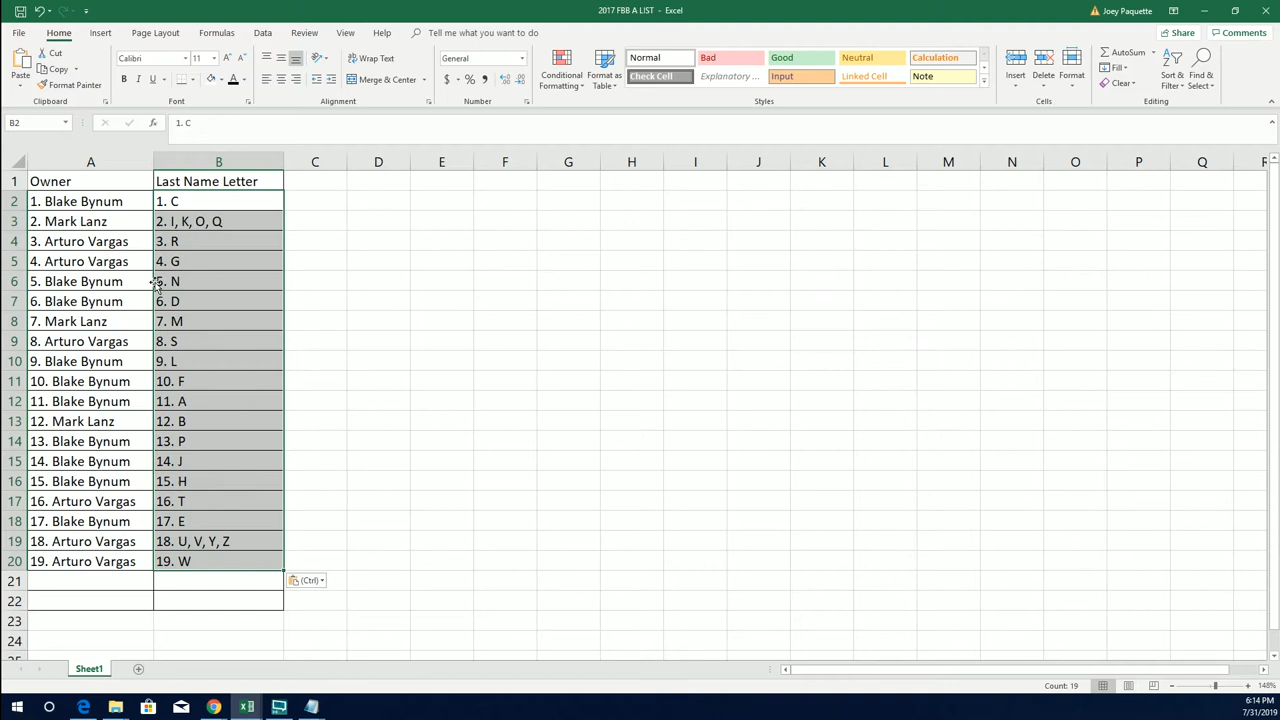 2017 FBB A LIST - Excel
Joey Paquette
File Home Insert Page Layout Formulas Data Review View Help Tell me what you want to do
Share Comments
Paste
Cut
Copy
Format Painter
Clipboard
Calibri 11
B I U
Font
Wrap Text
Merge & Center
Alignment
General
$ % ,
Number
Conditional Formatting
Format as Table
Normal Bad Good Neutral Calculation
Check Cell Explanatory ... Input Linked Cell Note
Styles
Insert Delete Format
Cells
AutoSum
Fill
Clear
Sort & Filter
Find & Select
Editing
B2 fx 1. C
A B C D E F G H I J K L M N O P Q
1 Owner Last Name Letter
2 1. Blake Bynum 1. C
3 2. Mark Lanz 2. I, K, O, Q
4 3. Arturo Vargas 3. R
5 4. Arturo Vargas 4. G
6 5. Blake Bynum 5. N
7 6. Blake Bynum 6. D
8 7. Mark Lanz 7. M
9 8. Arturo Vargas 8. S
10 9. Blake Bynum 9. L
11 10. Blake Bynum 10. F
12 11. Blake Bynum 11. A
13 12. Mark Lanz 12. B
14 13. Blake Bynum 13. P
15 14. Blake Bynum 14. J
16 15. Blake Bynum 15. H
17 16. Arturo Vargas 16. T
18 17. Blake Bynum 17. E
19 18. Arturo Vargas 18. U, V, Y, Z
20 19. Arturo Vargas 19. W
21 (Ctrl)
22
23
24
Sheet1
Count: 19 148%
6:14 PM
7/31/2019